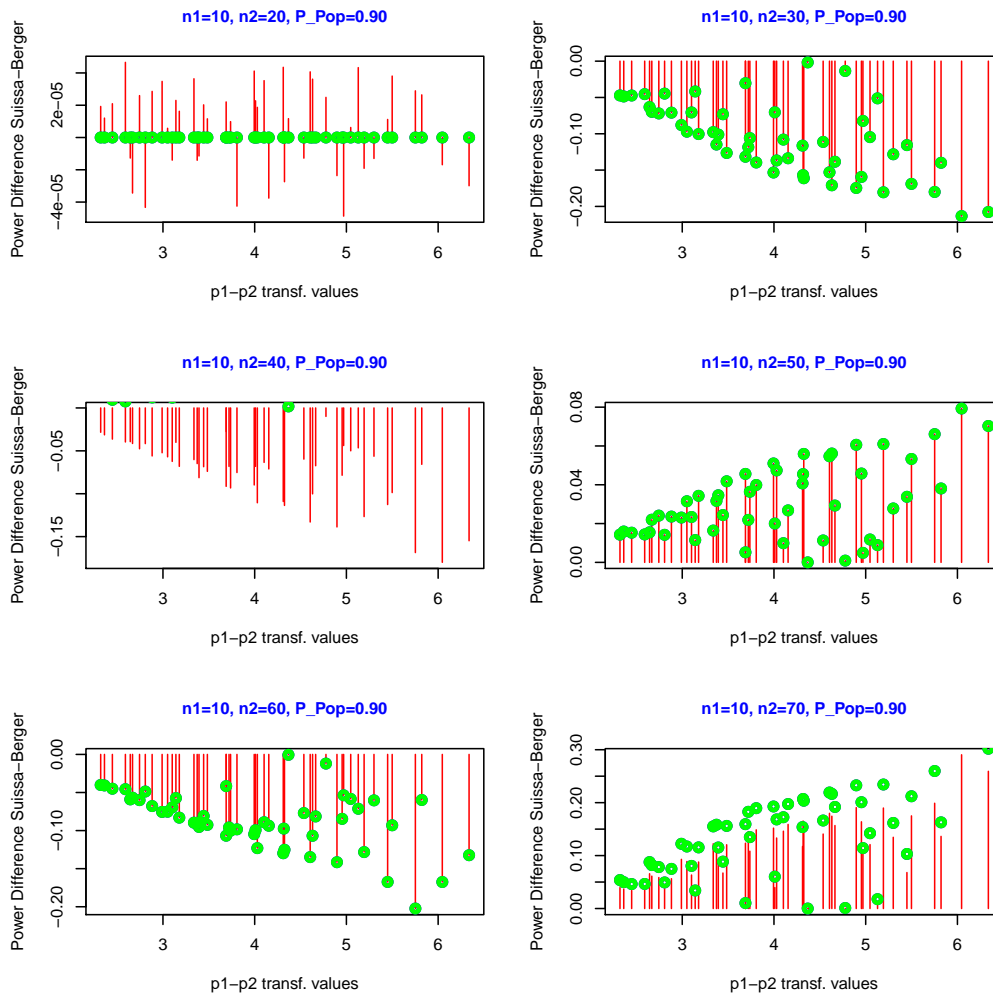 n1=10, n2=20, P_Pop=0.90
Power Difference Suissa−Berger
2e−05
−4e−05
3 4 5 6
p1−p2 transf. values
n1=10, n2=30, P_Pop=0.90
Power Difference Suissa−Berger
0.00
−0.10
−0.20
3 4 5 6
p1−p2 transf. values
n1=10, n2=40, P_Pop=0.90
Power Difference Suissa−Berger
−0.05
−0.15
3 4 5 6
p1−p2 transf. values
n1=10, n2=50, P_Pop=0.90
Power Difference Suissa−Berger
0.08
0.04
0.00
3 4 5 6
p1−p2 transf. values
n1=10, n2=60, P_Pop=0.90
Power Difference Suissa−Berger
0.00
−0.10
−0.20
3 4 5 6
p1−p2 transf. values
n1=10, n2=70, P_Pop=0.90
Power Difference Suissa−Berger
0.30
0.20
0.10
0.00
3 4 5 6
p1−p2 transf. values